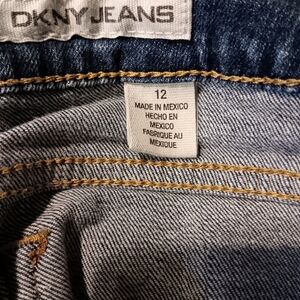 DKNY JEANS
12
MADE IN MEXICO
HECHO EN
MEXICO
FABRIQUE AU
MEXIQUE